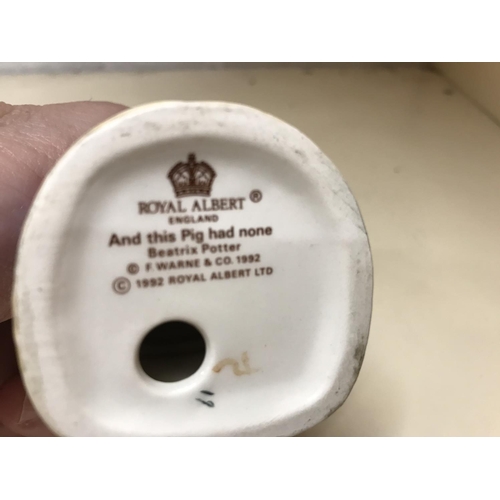 ROYAL ALBERT ®
ENGLAND
And this Pig had none
Beatrix Potter
© F. WARNE & CO. 1992
© 1992 ROYAL ALBERT LTD